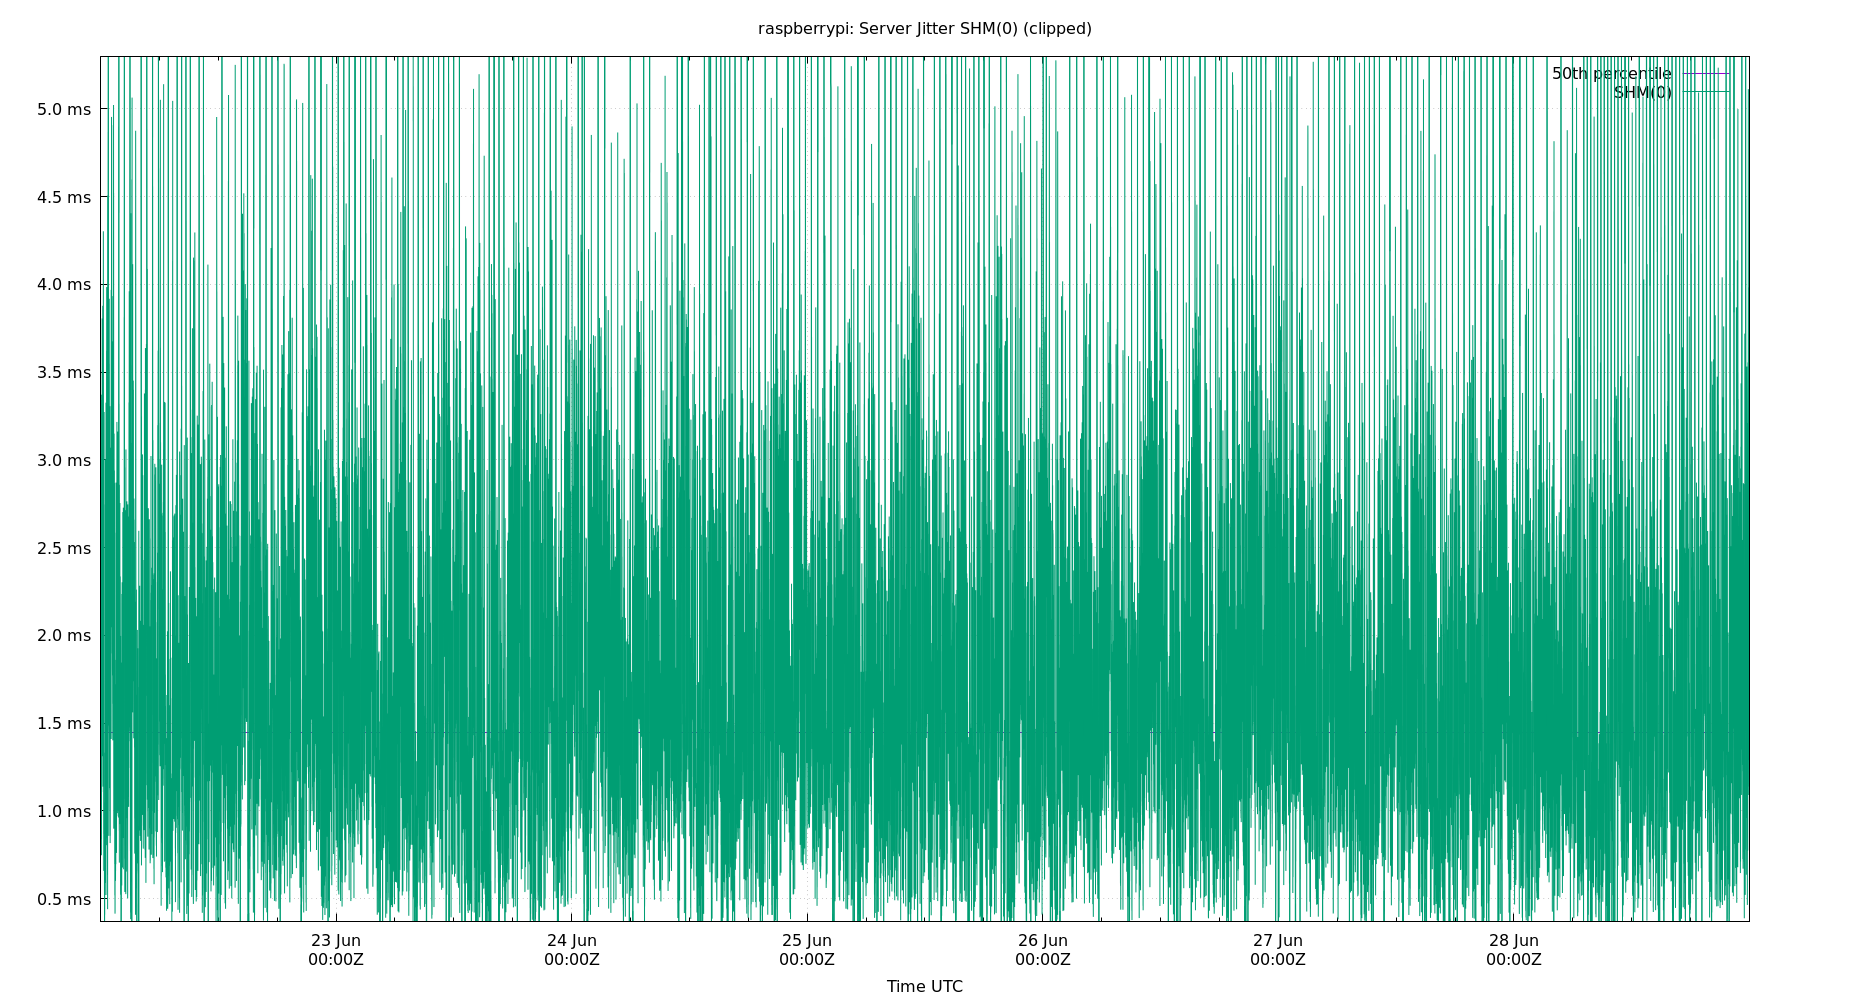 raspberrypi: Server Jitter SHM(0) (clipped)
50th percentile
SHM(0)
5.0 ms
4.5 ms
4.0 ms
3.5 ms
3.0 ms
2.5 ms
2.0 ms
1.5 ms
1.0 ms
0.5 ms
23 Jun 24 Jun 25 Jun 26 Jun 27 Jun 28 Jun
00:00Z 00:00Z 00:00Z 00:00Z 00:00Z 00:00Z
Time UTC